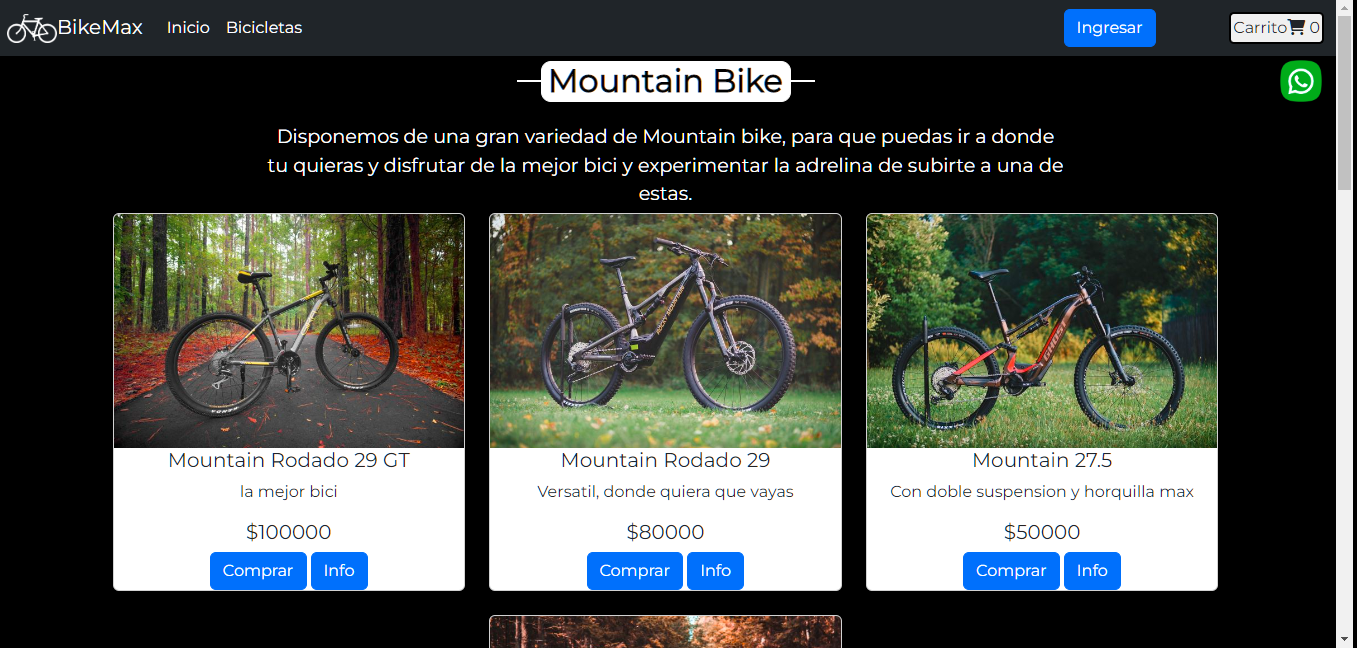 BikeMax Inicio Bicicletas Ingresar Carrito 0
Mountain Bike
Disponemos de una gran variedad de Mountain bike, para que puedas ir a donde
tu quieras y disfrutar de la mejor bici y experimentar la adrelina de subirte a una de
estas.
ROCKY MOUNTAIN
GHOST
Mountain Rodado 29 GT
la mejor bici
$100000
Comprar Info
Mountain Rodado 29
Versatil, donde quiera que vayas
$80000
Comprar Info
Mountain 27.5
Con doble suspension y horquilla max
$50000
Comprar Info